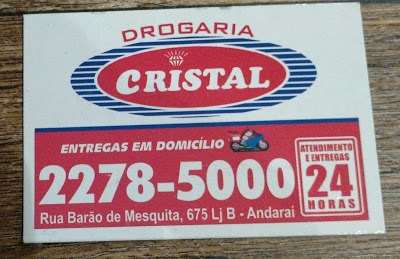 DROGARIA
CRISTAL
ENTREGAS EM DOMICÍLIO
2278-5000
Rua Barão de Mesquita, 675 Lj B - Andaraí
ATENDIMENTO
E ENTREGAS
24
HORAS